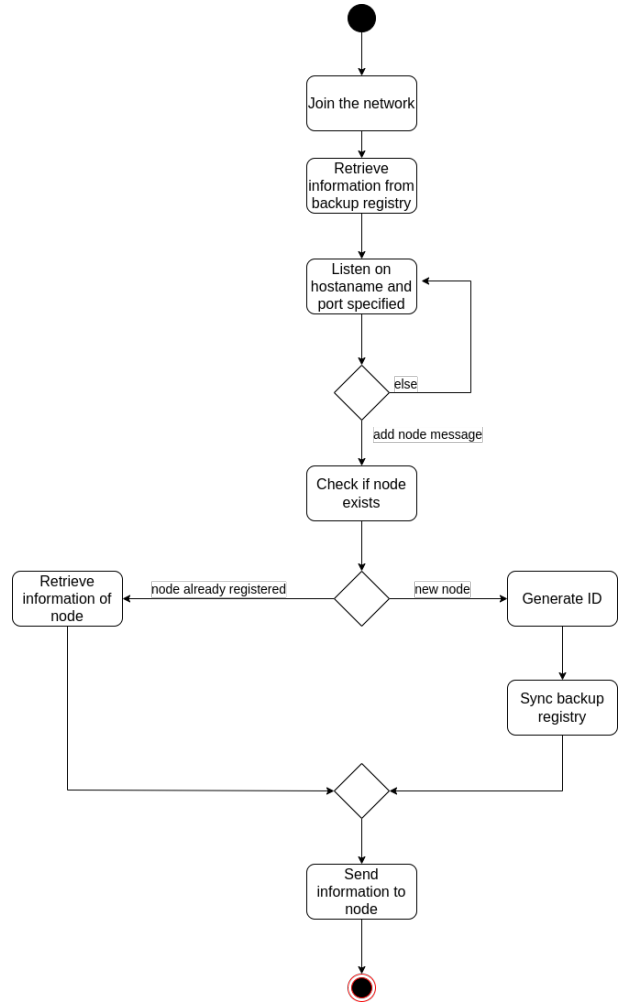 Join the network
Retrieve
information from
backup registry
Listen on
hostaname and
port specified
else
add node message
Check if node
exists
Retrieve
information of
node
node already registered
new node
Generate ID
Sync backup
registry
Send
information to
node